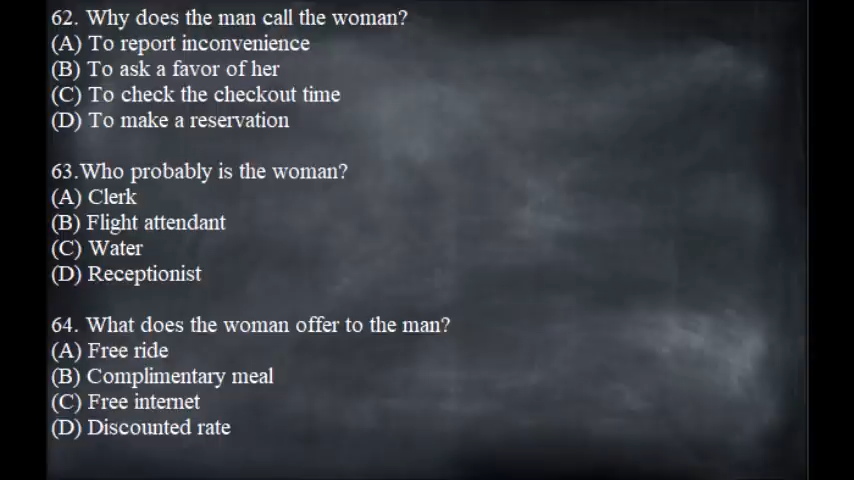 62. Why does the man call the woman?
(A) To report inconvenience
(B) To ask a favor of her
(C) To check the checkout time
(D) To make a reservation
63.Who probably is the woman?
(A) Clerk
(B) Flight attendant
(C) Water
(D) Receptionist
64. What does the woman offer to the man?
(A) Free ride
(B) Complimentary meal
(C) Free internet
(D) Discounted rate